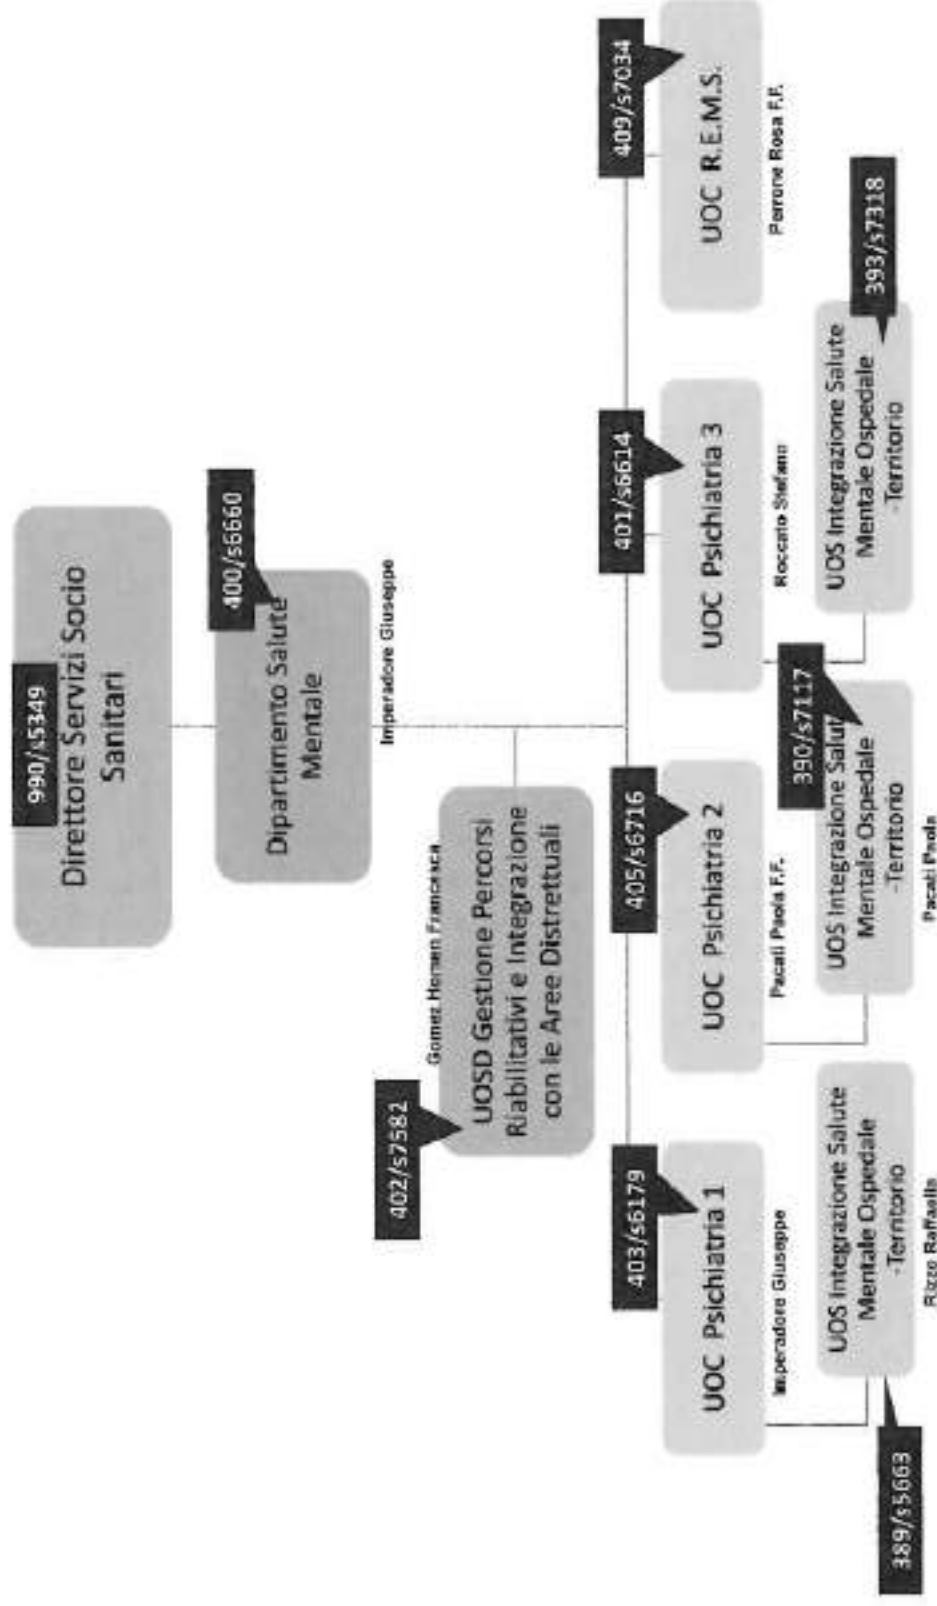 990/s5349
Direttore Servizi Socio
Sanitari
400/s6660
Dipartimento Salute
Mentale
Imperadore Giuseppe
Gomez Homen Francesca
402/s7582
UOSD Gestione Percorsi
Riabilitativi e Integrazione
con le Aree Distrettuali
403/s6179
UOC Psichiatria 1
Imperadore Giuseppe
405/s6716
UOC Psichiatria 2
Pacati Paola F.F.
401/s6614
UOC Psichiatria 3
Roccato Stefano
409/s7034
UOC R.E.M.S.
Perrone Rosa F.F.
389/s5663
UOS Integrazione Salute
Mentale Ospedale
-Territorio
Rizzo Raffaella
390/s7117
UOS Integrazione Salut
Mentale Ospedale
-Territorio
Pacati Paola
393/s7318
UOS Integrazione Salute
Mentale Ospedale
-Territorio